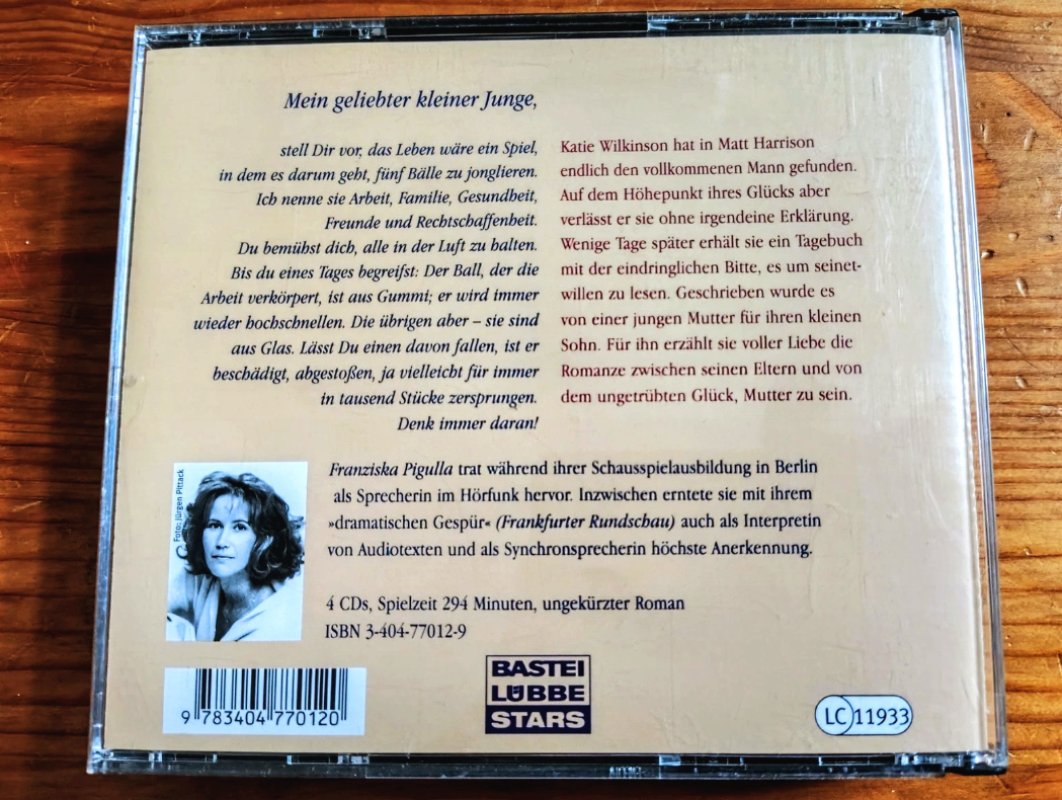 Mein geliebter kleiner Junge,
stell Dir vor, das Leben wäre ein Spiel,
in dem es darum geht, fünf Bälle zu jonglieren.
Ich nenne sie Arbeit, Familie, Gesundheit,
Freunde und Rechtschaffenheit.
Du bemühst dich, alle in der Luft zu halten.
Bis du eines Tages begreifst: Der Ball, der die
Arbeit verkörpert, ist aus Gummi; er wird immer
wieder hochschnellen. Die übrigen aber – sie sind
aus Glas. Lässt Du einen davon fallen, ist er
beschädigt, abgestoßen, ja vielleicht für immer
in tausend Stücke zersprungen.
Denk immer daran!
Katie Wilkinson hat in Matt Harrison
endlich den vollkommenen Mann gefunden.
Auf dem Höhepunkt ihres Glücks aber
verlässt er sie ohne irgendeine Erklärung.
Wenige Tage später erhält sie ein Tagebuch
mit der eindringlichen Bitte, es um seinet-
willen zu lesen. Geschrieben wurde es
von einer jungen Mutter für ihren kleinen
Sohn. Für ihn erzählt sie voller Liebe die
Romanze zwischen seinen Eltern und von
dem ungetrübten Glück, Mutter zu sein.
Foto: Jürgen Pittack
Franziska Pigulla trat während ihrer Schausspielausbildung in Berlin
als Sprecherin im Hörfunk hervor. Inzwischen erntete sie mit ihrem
»dramatischen Gespür« (Frankfurter Rundschau) auch als Interpretin
von Audiotexten und als Synchronsprecherin höchste Anerkennung.
4 CDs, Spielzeit 294 Minuten, ungekürzter Roman
ISBN 3-404-77012-9
9 783404 770120
BASTEI
LÜBBE
STARS
LC 11933